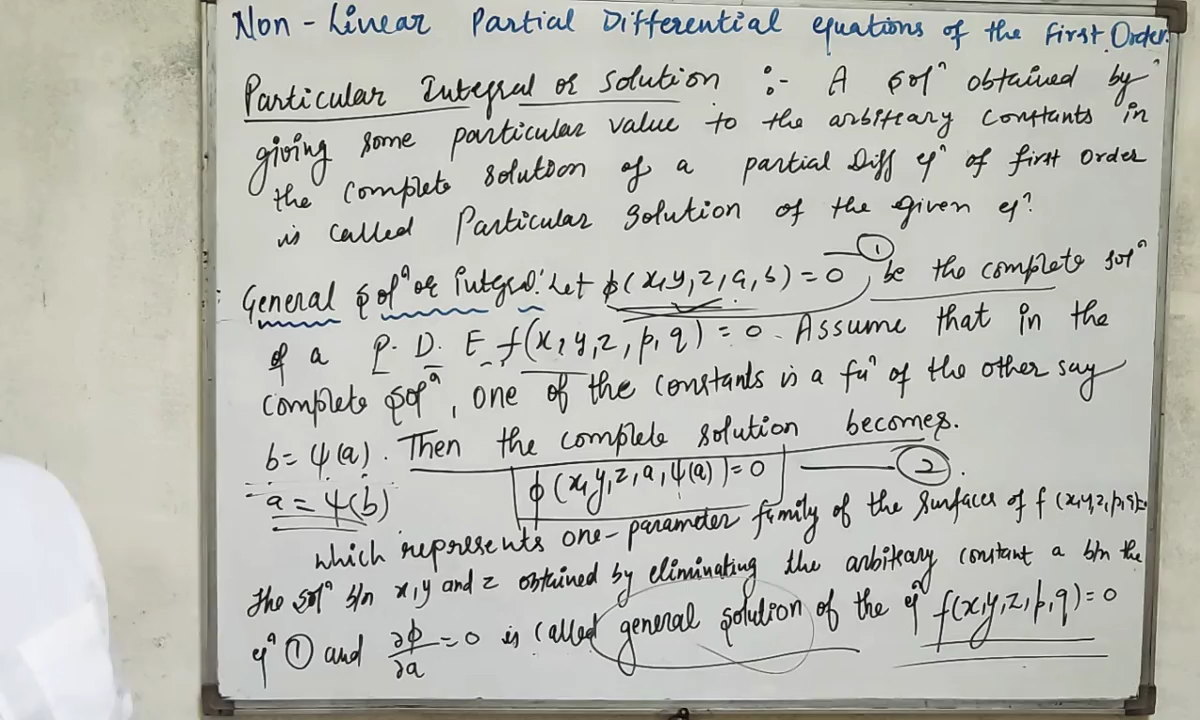 Non-Linear Partial Differential equations of the First Order.
Particular Integral or Solution :- A solⁿ obtained by
giving some particular value to the arbitrary constants in
the complete solution of a partial Diff eqⁿ of first order
is called Particular Solution of the given eqⁿ.
General solⁿ or integral: Let ϕ(x,y,z,a,b)=0 —① be the complete solⁿ
of a P.D.E f(x,y,z,p,q)=0. Assume that in the
complete solⁿ, one of the constants is a fuⁿ of the other say
b=ψ(a). Then the complete solution becomes.
a=ψ(b) ϕ(x,y,z,a,ψ(a))=0 —②.
which represents one-parameter family of the surfaces of f(x,y,z,p,q)=0
The solⁿ b/n x,y and z obtained by eliminating the arbitrary constant a b/n the
eqⁿ ① and ∂ϕ/∂a=0 is called general solution of the eqⁿ f(x,y,z,p,q)=0